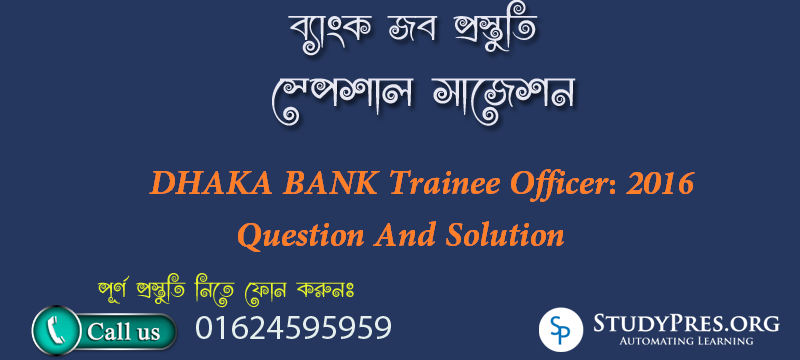 ব্যাংক জব প্রস্তুতি
স্পেশাল সাজেশন
DHAKA BANK Trainee Officer: 2016
Question And Solution
পূর্ণ প্রস্তুতি নিতে ফোন করুনঃ
Call us 01624595959
SP STUDYPRES.ORG
AUTOMATING LEARNING